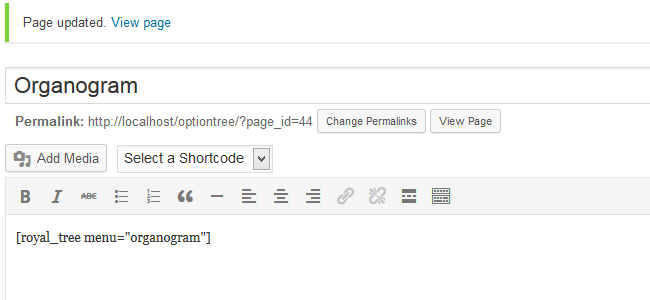 Page updated. View page
Organogram
Permalink: http://localhost/optiontree/?page_id=44 Change Permalinks View Page
Add Media Select a Shortcode
B I ABC
[royal_tree menu="organogram"]